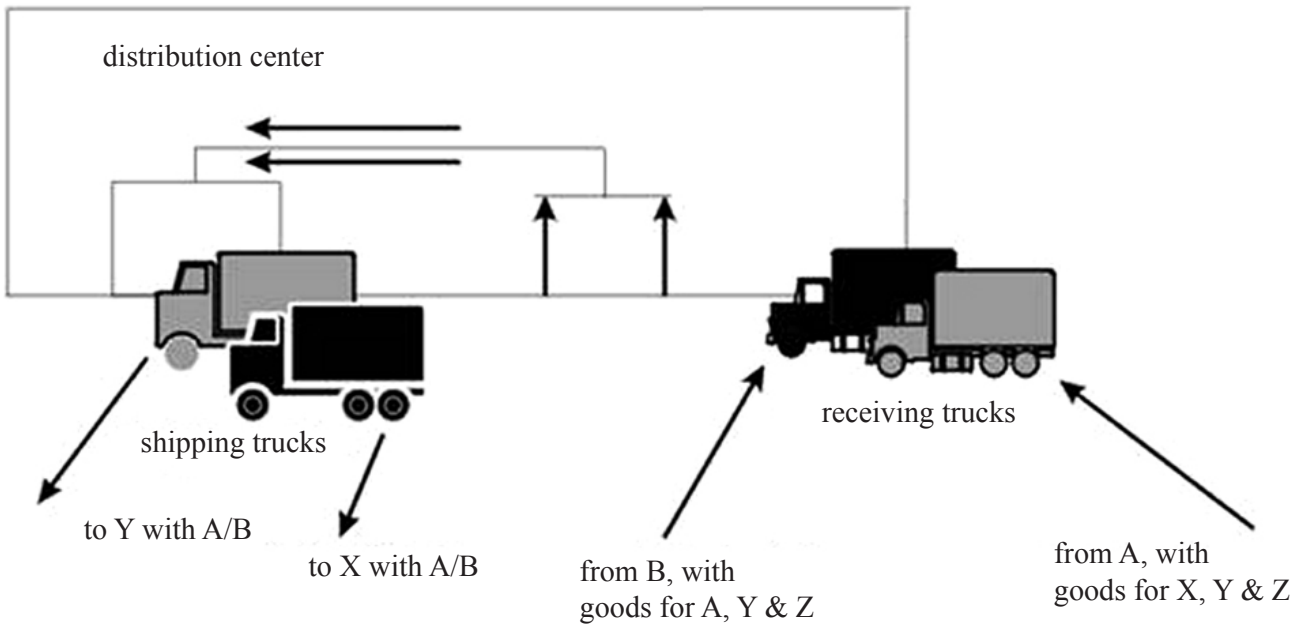 distribution center
shipping trucks
receiving trucks
to Y with A/B
to X with A/B
from B, with
goods for A, Y & Z
from A, with
goods for X, Y & Z